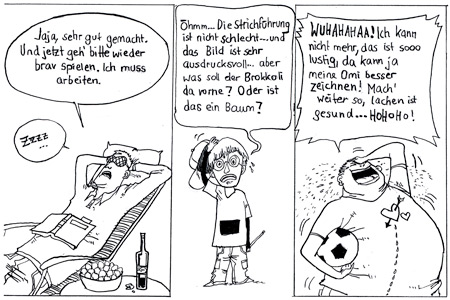 Jaja, sehr gut gemacht.
Und jetzt geh' bitte wieder
brav spielen. Ich muss
arbeiten.
Zzzz
...
Öhmm... Die Strichführung
ist nicht schlecht... und
das Bild ist sehr
ausdrucksvoll... aber
was soll der Brokkoli
da vorne? Oder ist
das ein Baum?
WUHAHAHAA! Ich kann
nicht mehr, das ist sooo
lustig, da kann ja
meine Omi besser
zeichnen! Mach'
weiter so, lachen ist
gesund... HOHOHO!